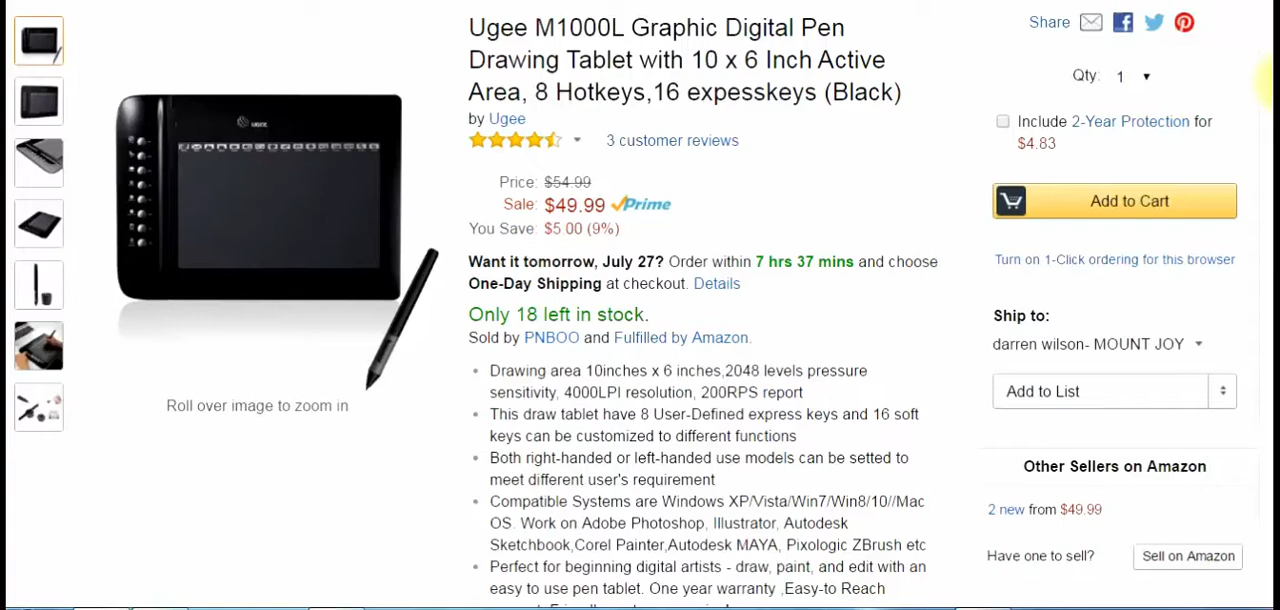 Ugee M1000L Graphic Digital Pen
Drawing Tablet with 10 x 6 Inch Active
Area, 8 Hotkeys,16 expesskeys (Black)
by Ugee
3 customer reviews
Price: $54.99
Sale: $49.99 Prime
You Save: $5.00 (9%)
Want it tomorrow, July 27? Order within 7 hrs 37 mins and choose
One-Day Shipping at checkout. Details
Only 18 left in stock.
Sold by PNBOO and Fulfilled by Amazon.
Drawing area 10inches x 6 inches,2048 levels pressure
sensitivity, 4000LPI resolution, 200RPS report
This draw tablet have 8 User-Defined express keys and 16 soft
keys can be customized to different functions
Both right-handed or left-handed use models can be setted to
meet different user's requirement
Compatible Systems are Windows XP/Vista/Win7/Win8/10//Mac
OS. Work on Adobe Photoshop, Illustrator, Autodesk
Sketchbook,Corel Painter,Autodesk MAYA, Pixologic ZBrush etc
Perfect for beginning digital artists - draw, paint, and edit with an
easy to use pen tablet. One year warranty ,Easy-to Reach
UGEE
Roll over image to zoom in
Share
Qty: 1
Include 2-Year Protection for
$4.83
Add to Cart
Turn on 1-Click ordering for this browser
Ship to:
darren wilson- MOUNT JOY
Add to List
Other Sellers on Amazon
2 new from $49.99
Have one to sell? Sell on Amazon